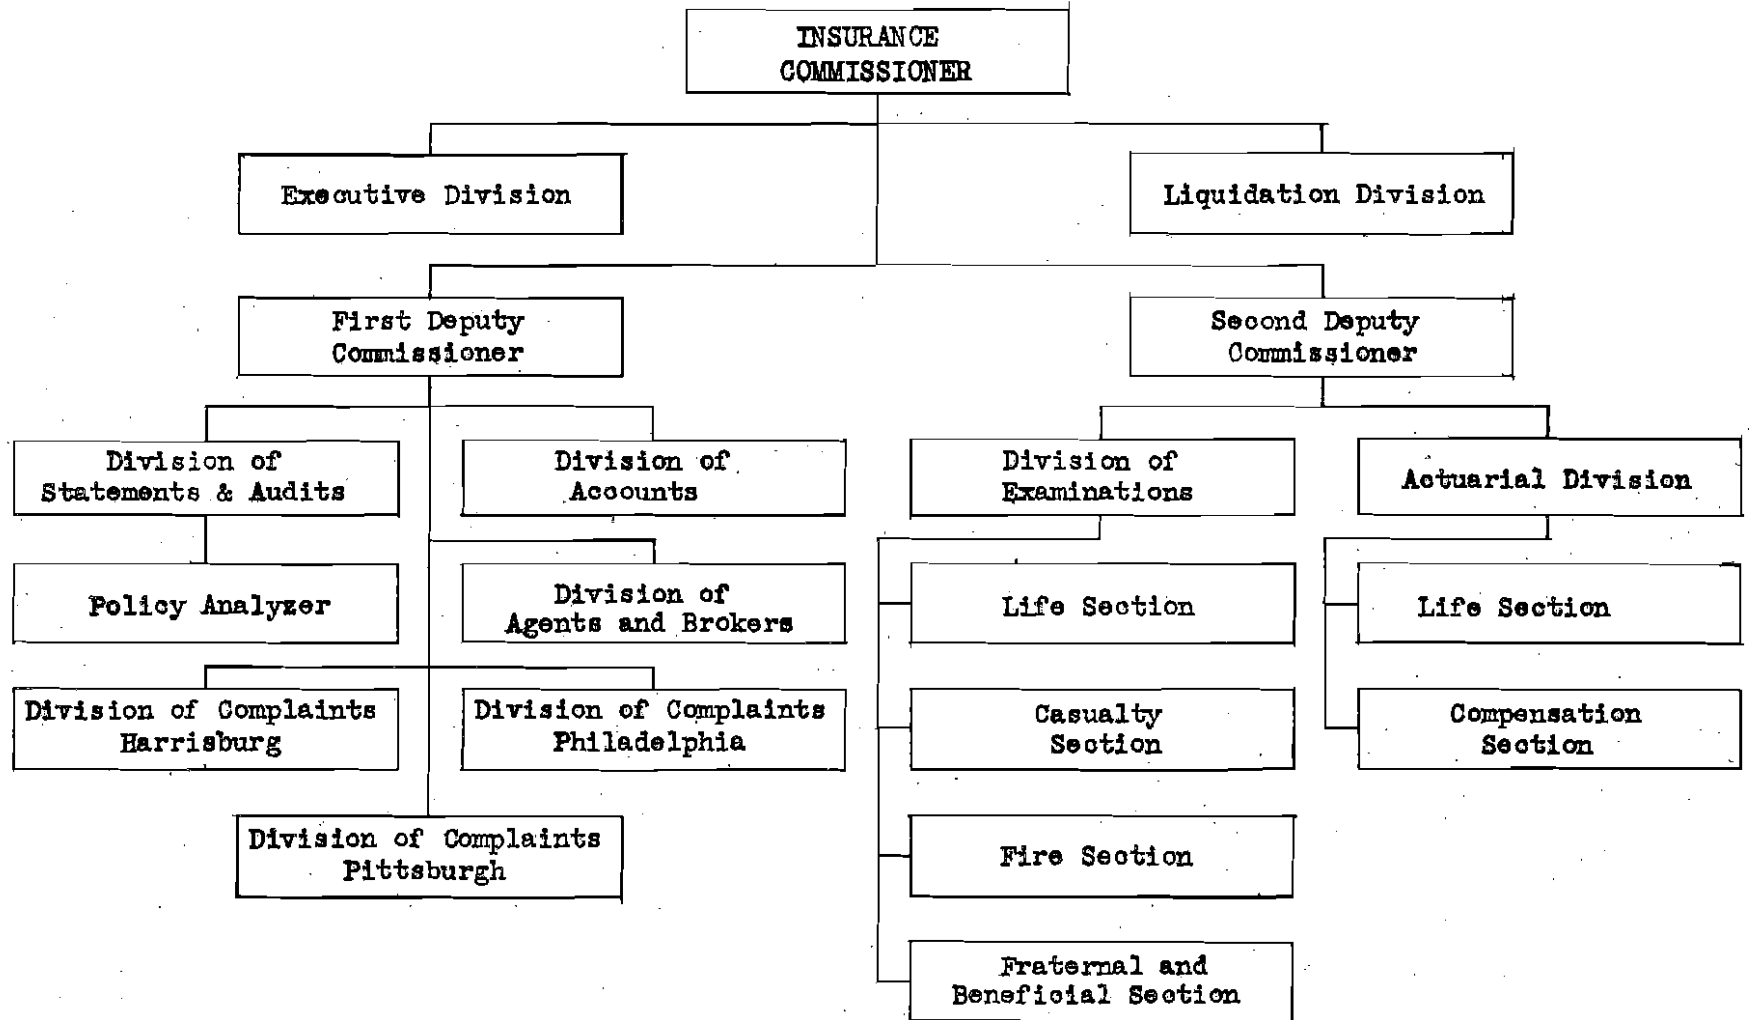 INSURANCE
COMMISSIONER
Executive Division
Liquidation Division
First Deputy
Commissioner
Second Deputy
Commissioner
Division of
Statements & Audits
Division of
Accounts
Division of
Examinations
Actuarial Division
Policy Analyzer
Division of
Agents and Brokers
Life Section
Life Section
Division of Complaints
Harrisburg
Division of Complaints
Philadelphia
Casualty
Section
Compensation
Section
Division of Complaints
Pittsburgh
Fire Section
Fraternal and
Beneficial Section